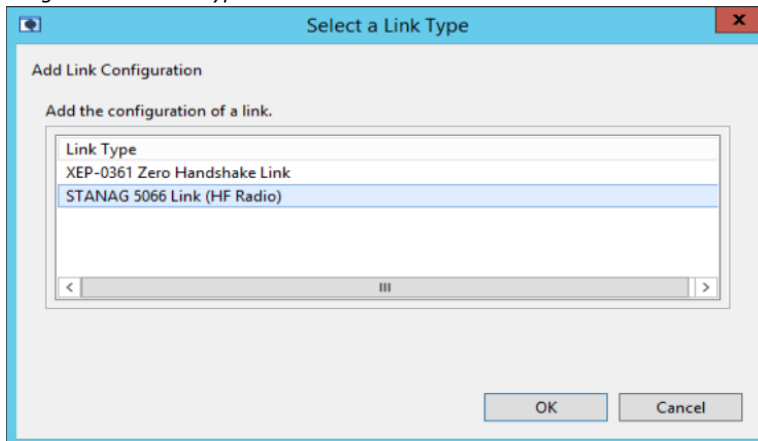 Select a Link Type
x
Add Link Configuration
Add the configuration of a link.
Link Type
XEP-0361 Zero Handshake Link
STANAG 5066 Link (HF Radio)
OK Cancel